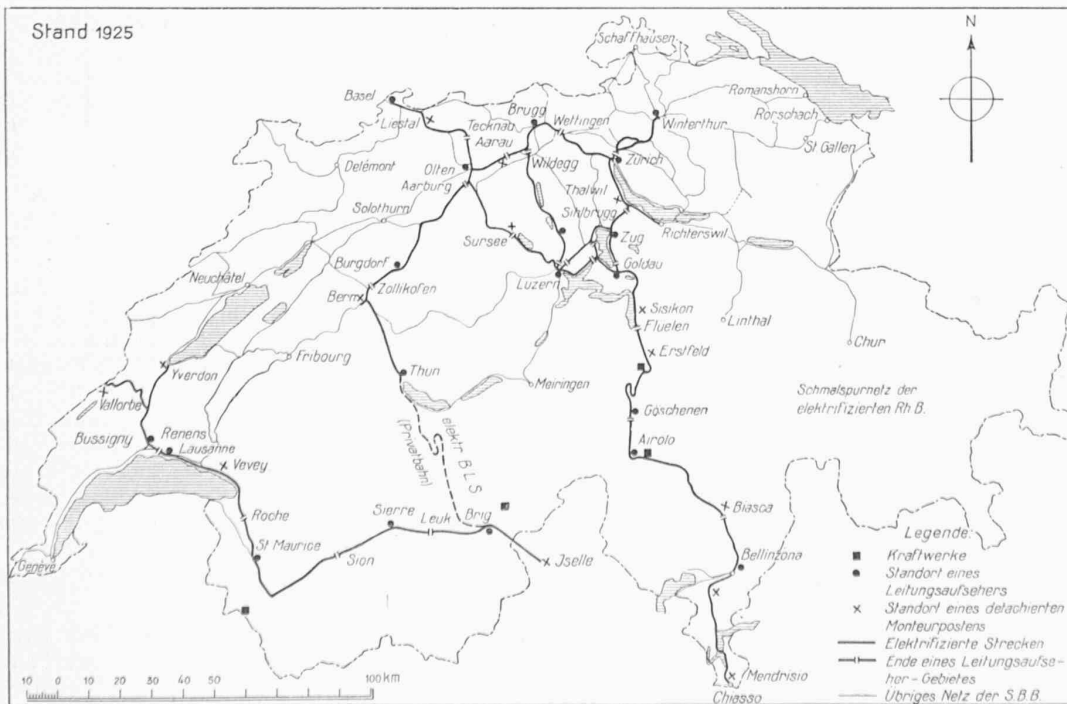 Stand 1925
N
Schaffhausen
Romanshorn
Rorschach
St Gallen
Basel
Liestal
Tecknau
Aarau
Brugg
Wettingen
Winterthur
Zürich
Wildegg
Delémont
Olten
Aarburg
Thalwil
Sihlbrugg
Solothurn
Sursee
Zug
Richterswil
Goldau
Neuchâtel
Burgdorf
Zollikofen
Luzern
Bern
Sisikon
Fluelen
Linthal
Chur
Fribourg
Erstfeld
Yverdon
Thun
Meiringen
Vallorbe
Schmalspurnetz der
elektrifizierten Rh B.
Göschenen
Bussigny
Renens
Lausanne
(Privatbahn)
elektr B L S
Airolo
Vevey
Biasca
Roche
Sierre
Leuk
Brig
Genève
St Maurice
Sion
Jselle
Bellinzona
Legende:
Kraftwerke
Standort eines
Leitungsaufsehers
Standort eines detachierten
Monteurpostens
Elektrifizierte Strecken
Ende eines Leitungsaufse-
her-Gebietes
Übriges Netz der S.B.B.
Mendrisio
Chiasso
10 0 10 20 30 40 50 100 km